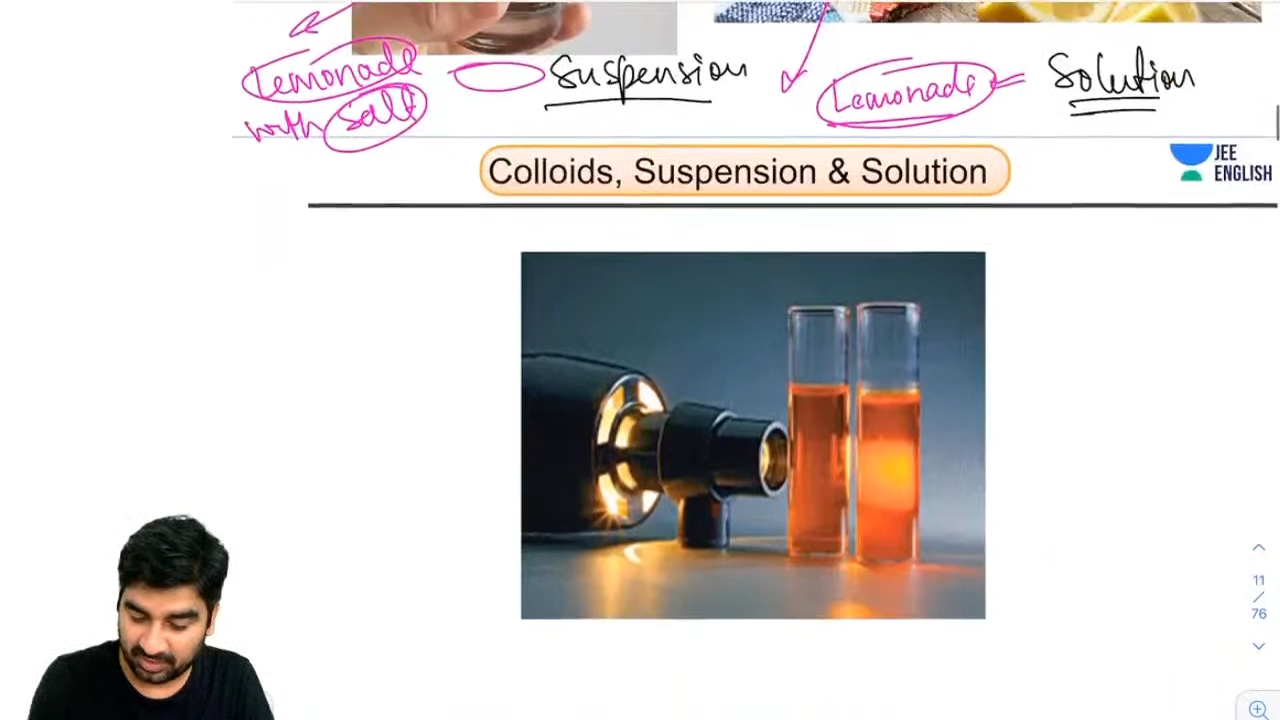 Lemonade
with salt
Suspension
Lemonade
Solution
Colloids, Suspension & Solution
JEE
ENGLISH
11
/
76